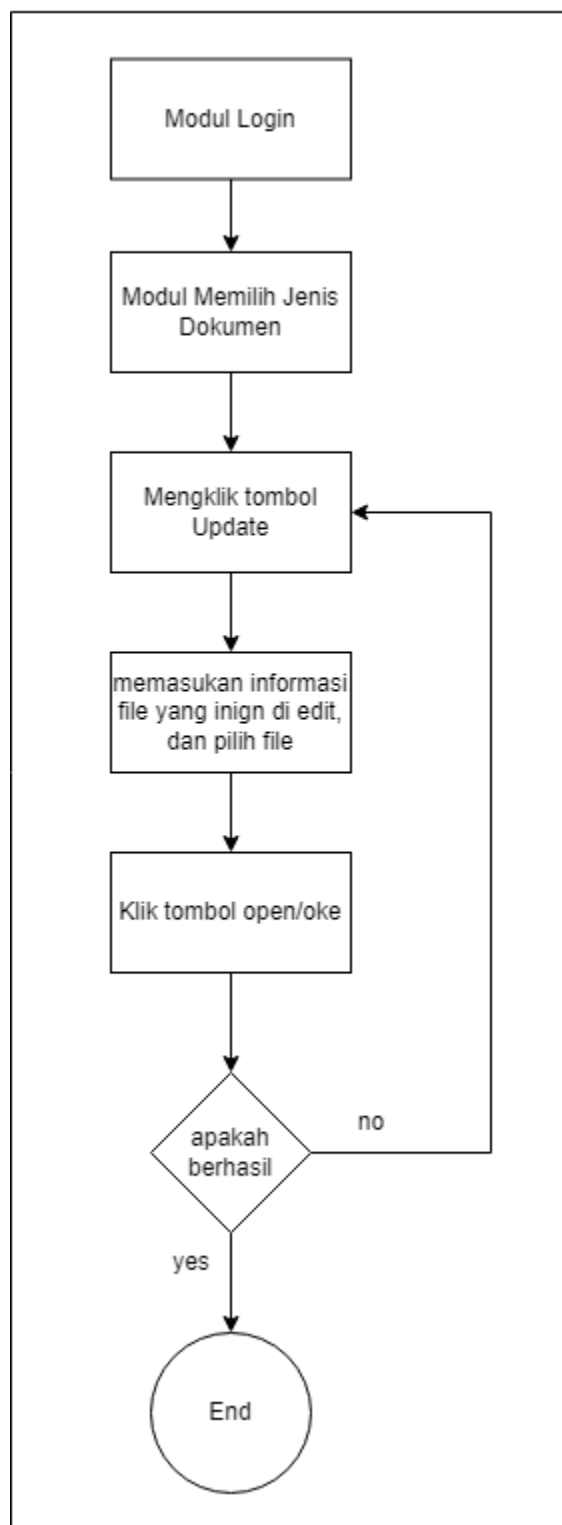 Modul Login
Modul Memilih Jenis
Dokumen
Mengklik tombol
Update
memasukan informasi
file yang inign di edit,
dan pilih file
Klik tombol open/oke
apakah
berhasil
no
yes
End